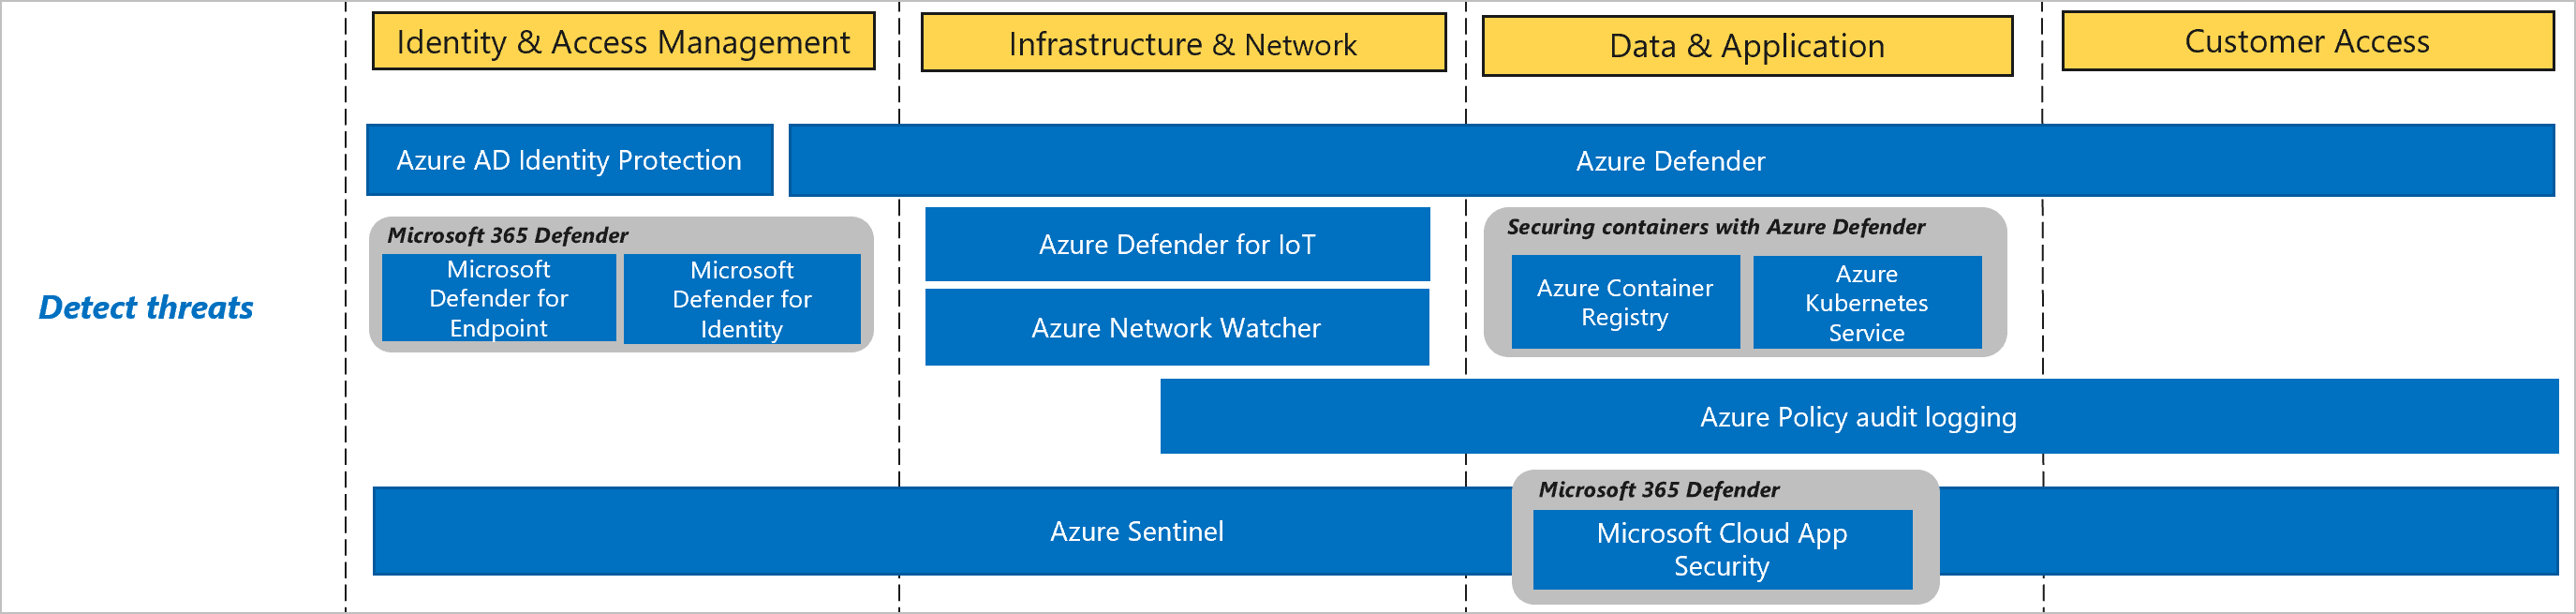 Identity & Access Management
Infrastructure & Network
Data & Application
Customer Access
Azure AD Identity Protection
Azure Defender
Detect threats
Microsoft 365 Defender
Microsoft
Defender for
Endpoint
Microsoft
Defender for
Identity
Azure Defender for IoT
Azure Network Watcher
Securing containers with Azure Defender
Azure Container
Registry
Azure
Kubernetes
Service
Azure Policy audit logging
Azure Sentinel
Microsoft 365 Defender
Microsoft Cloud App
Security